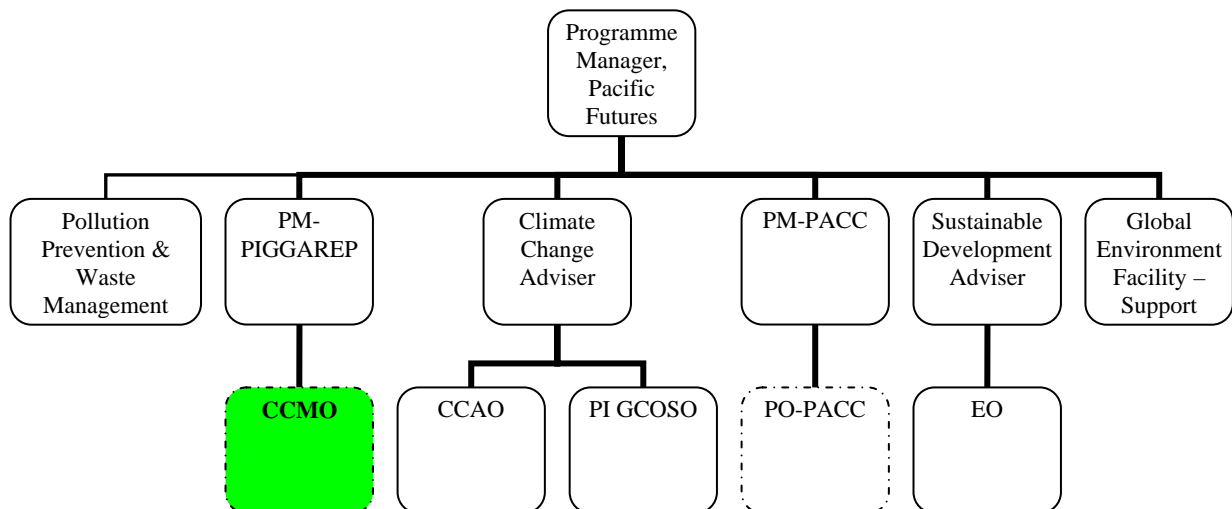 Programme
Manager,
Pacific
Futures
Pollution
Prevention &
Waste
Management
PM-
PIGGAREP
Climate
Change
Adviser
PM-PACC
Sustainable
Development
Adviser
Global
Environment
Facility –
Support
CCMO
CCAO
PI GCOSO
PO-PACC
EO